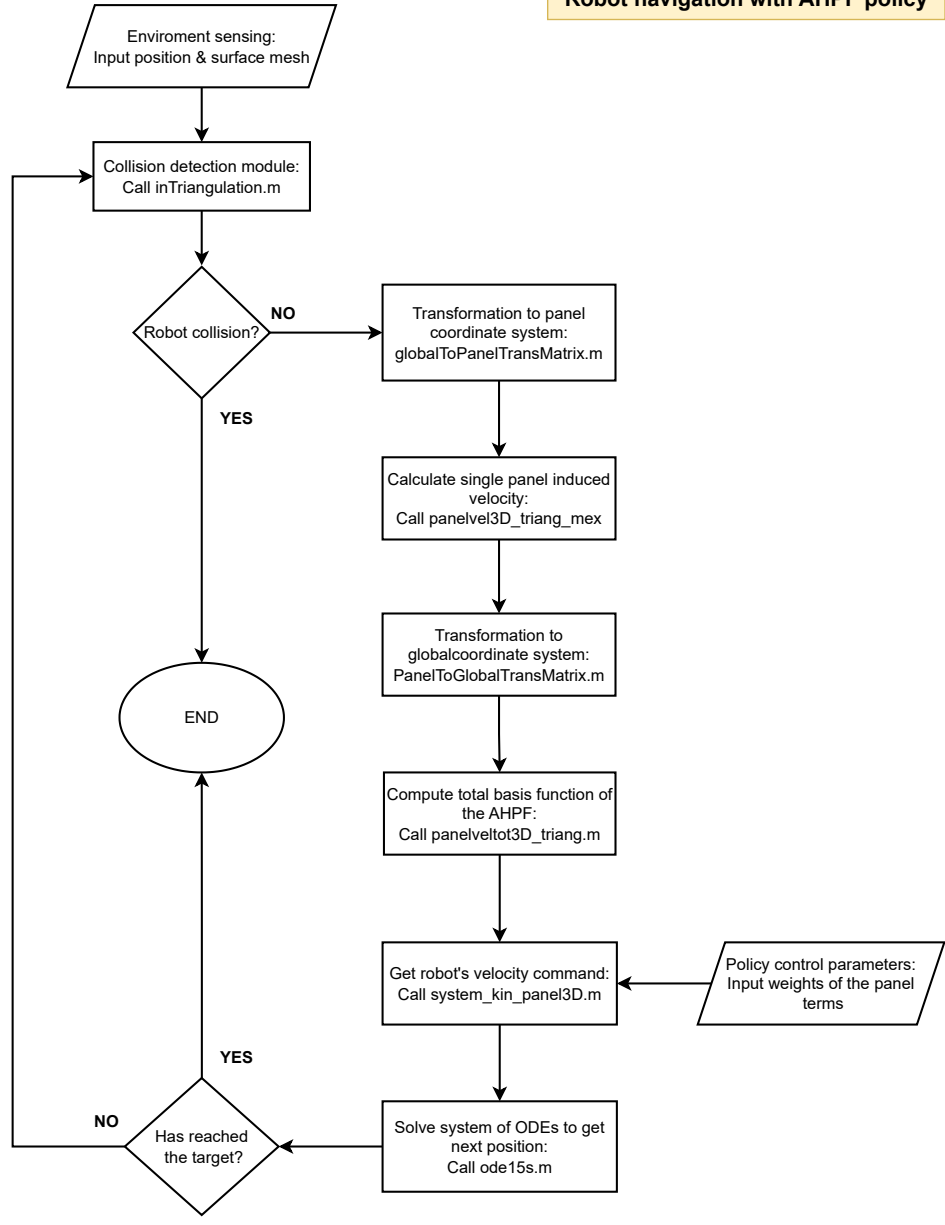 Robot navigation with AHPF policy
Enviroment sensing:
Input position & surface mesh
Collision detection module:
Call inTriangulation.m
Robot collision?
NO
YES
Transformation to panel
coordinate system:
globalToPanelTransMatrix.m
Calculate single panel induced
velocity:
Call panelvel3D_triang_mex
Transformation to
globalcoordinate system:
PanelToGlobalTransMatrix.m
END
Compute total basis function of
the AHPF:
Call panelveltot3D_triang.m
Get robot's velocity command:
Call system_kin_panel3D.m
Policy control parameters:
Input weights of the panel
terms
Solve system of ODEs to get
next position:
Call ode15s.m
Has reached
the target?
YES
NO